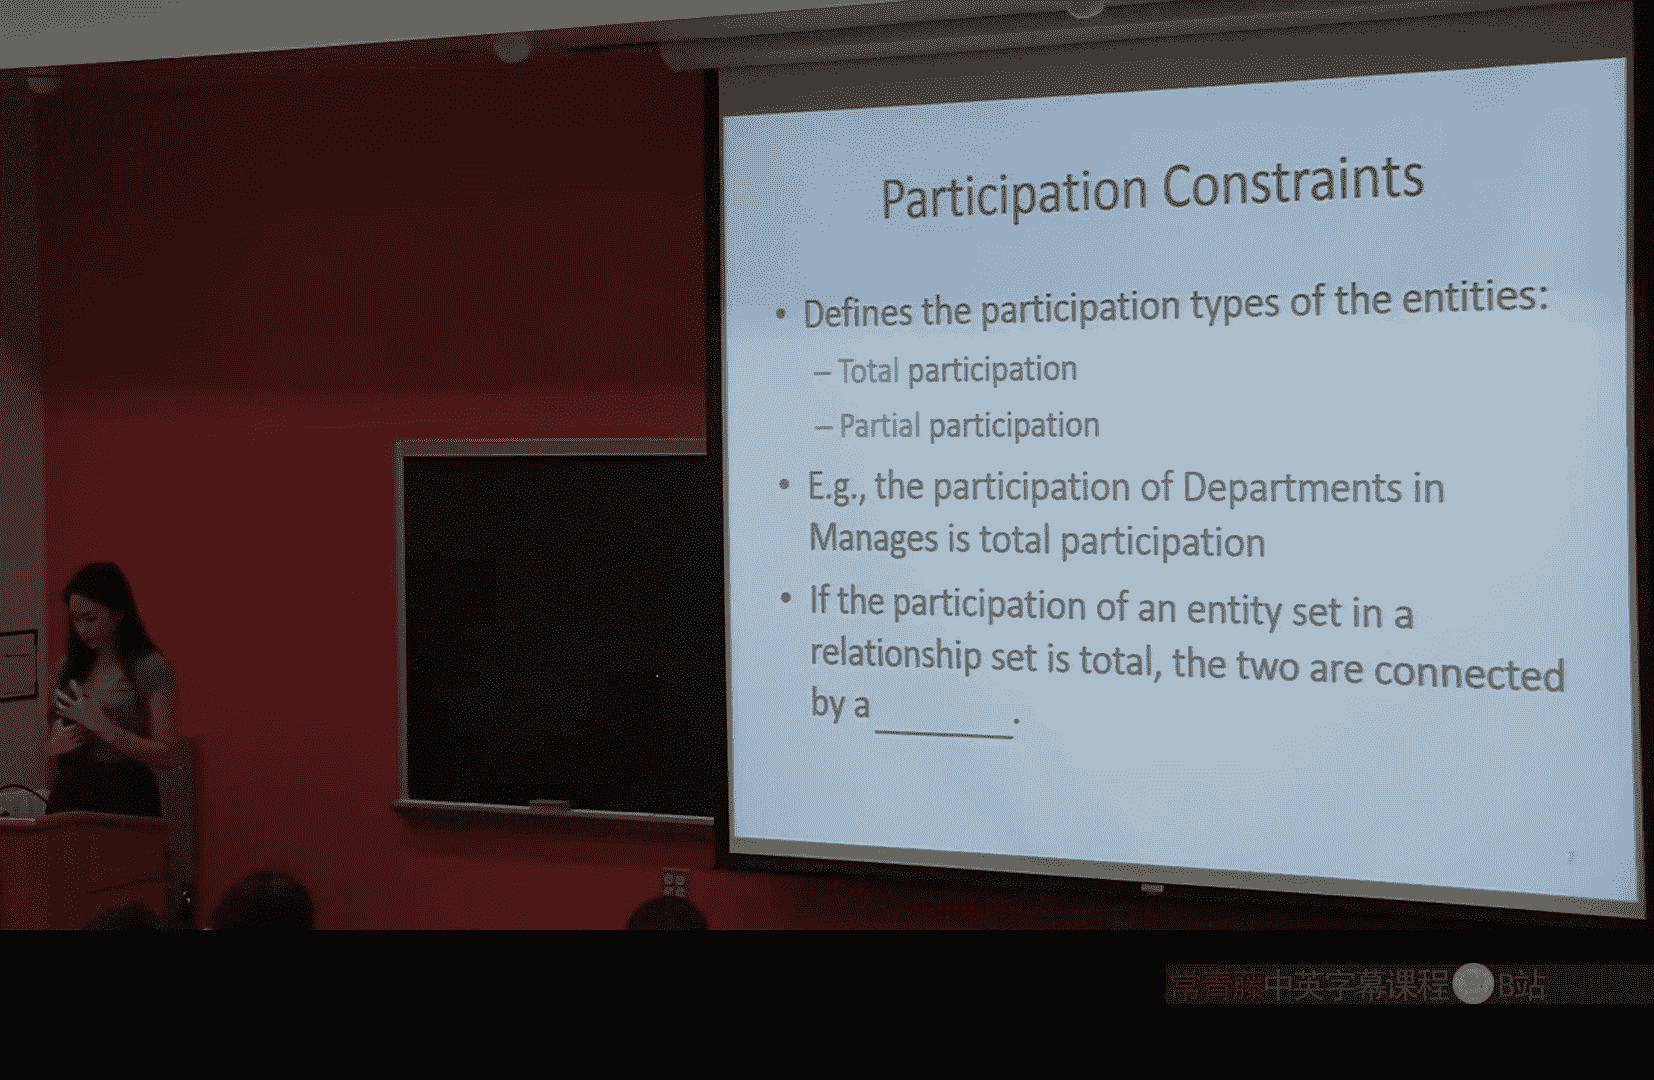 Participation Constraints
• Defines the participation types of the entities:
– Total participation
– Partial participation
• E.g., the participation of Departments in
Manages is total participation
• If the participation of an entity set in a
relationship set is total, the two are connected
by a ________.
7
常青藤中英字幕课程 B站